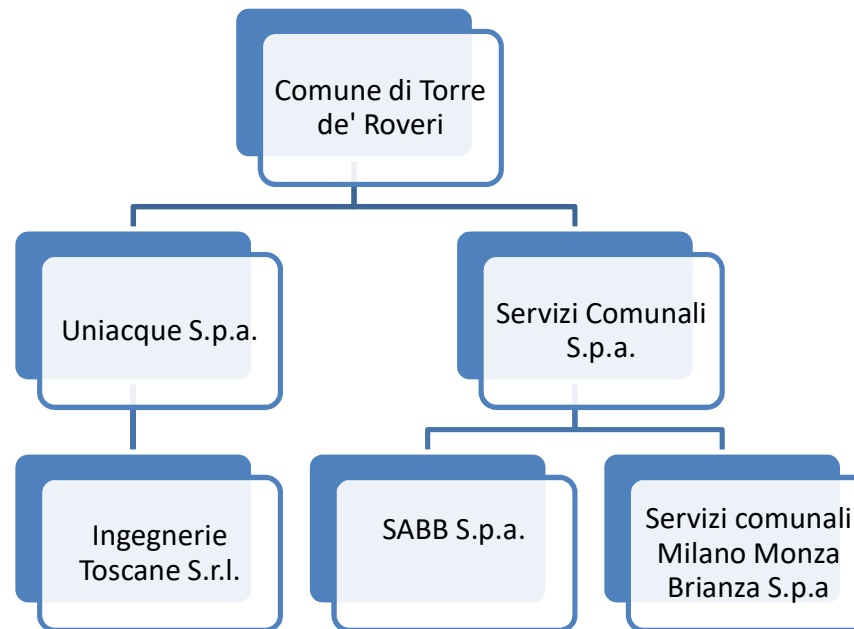 Comune di Torre
de' Roveri
Uniacque S.p.a.
Servizi Comunali
S.p.a.
Ingegnerie
Toscane S.r.l.
SABB S.p.a.
Servizi comunali
Milano Monza
Brianza S.p.a